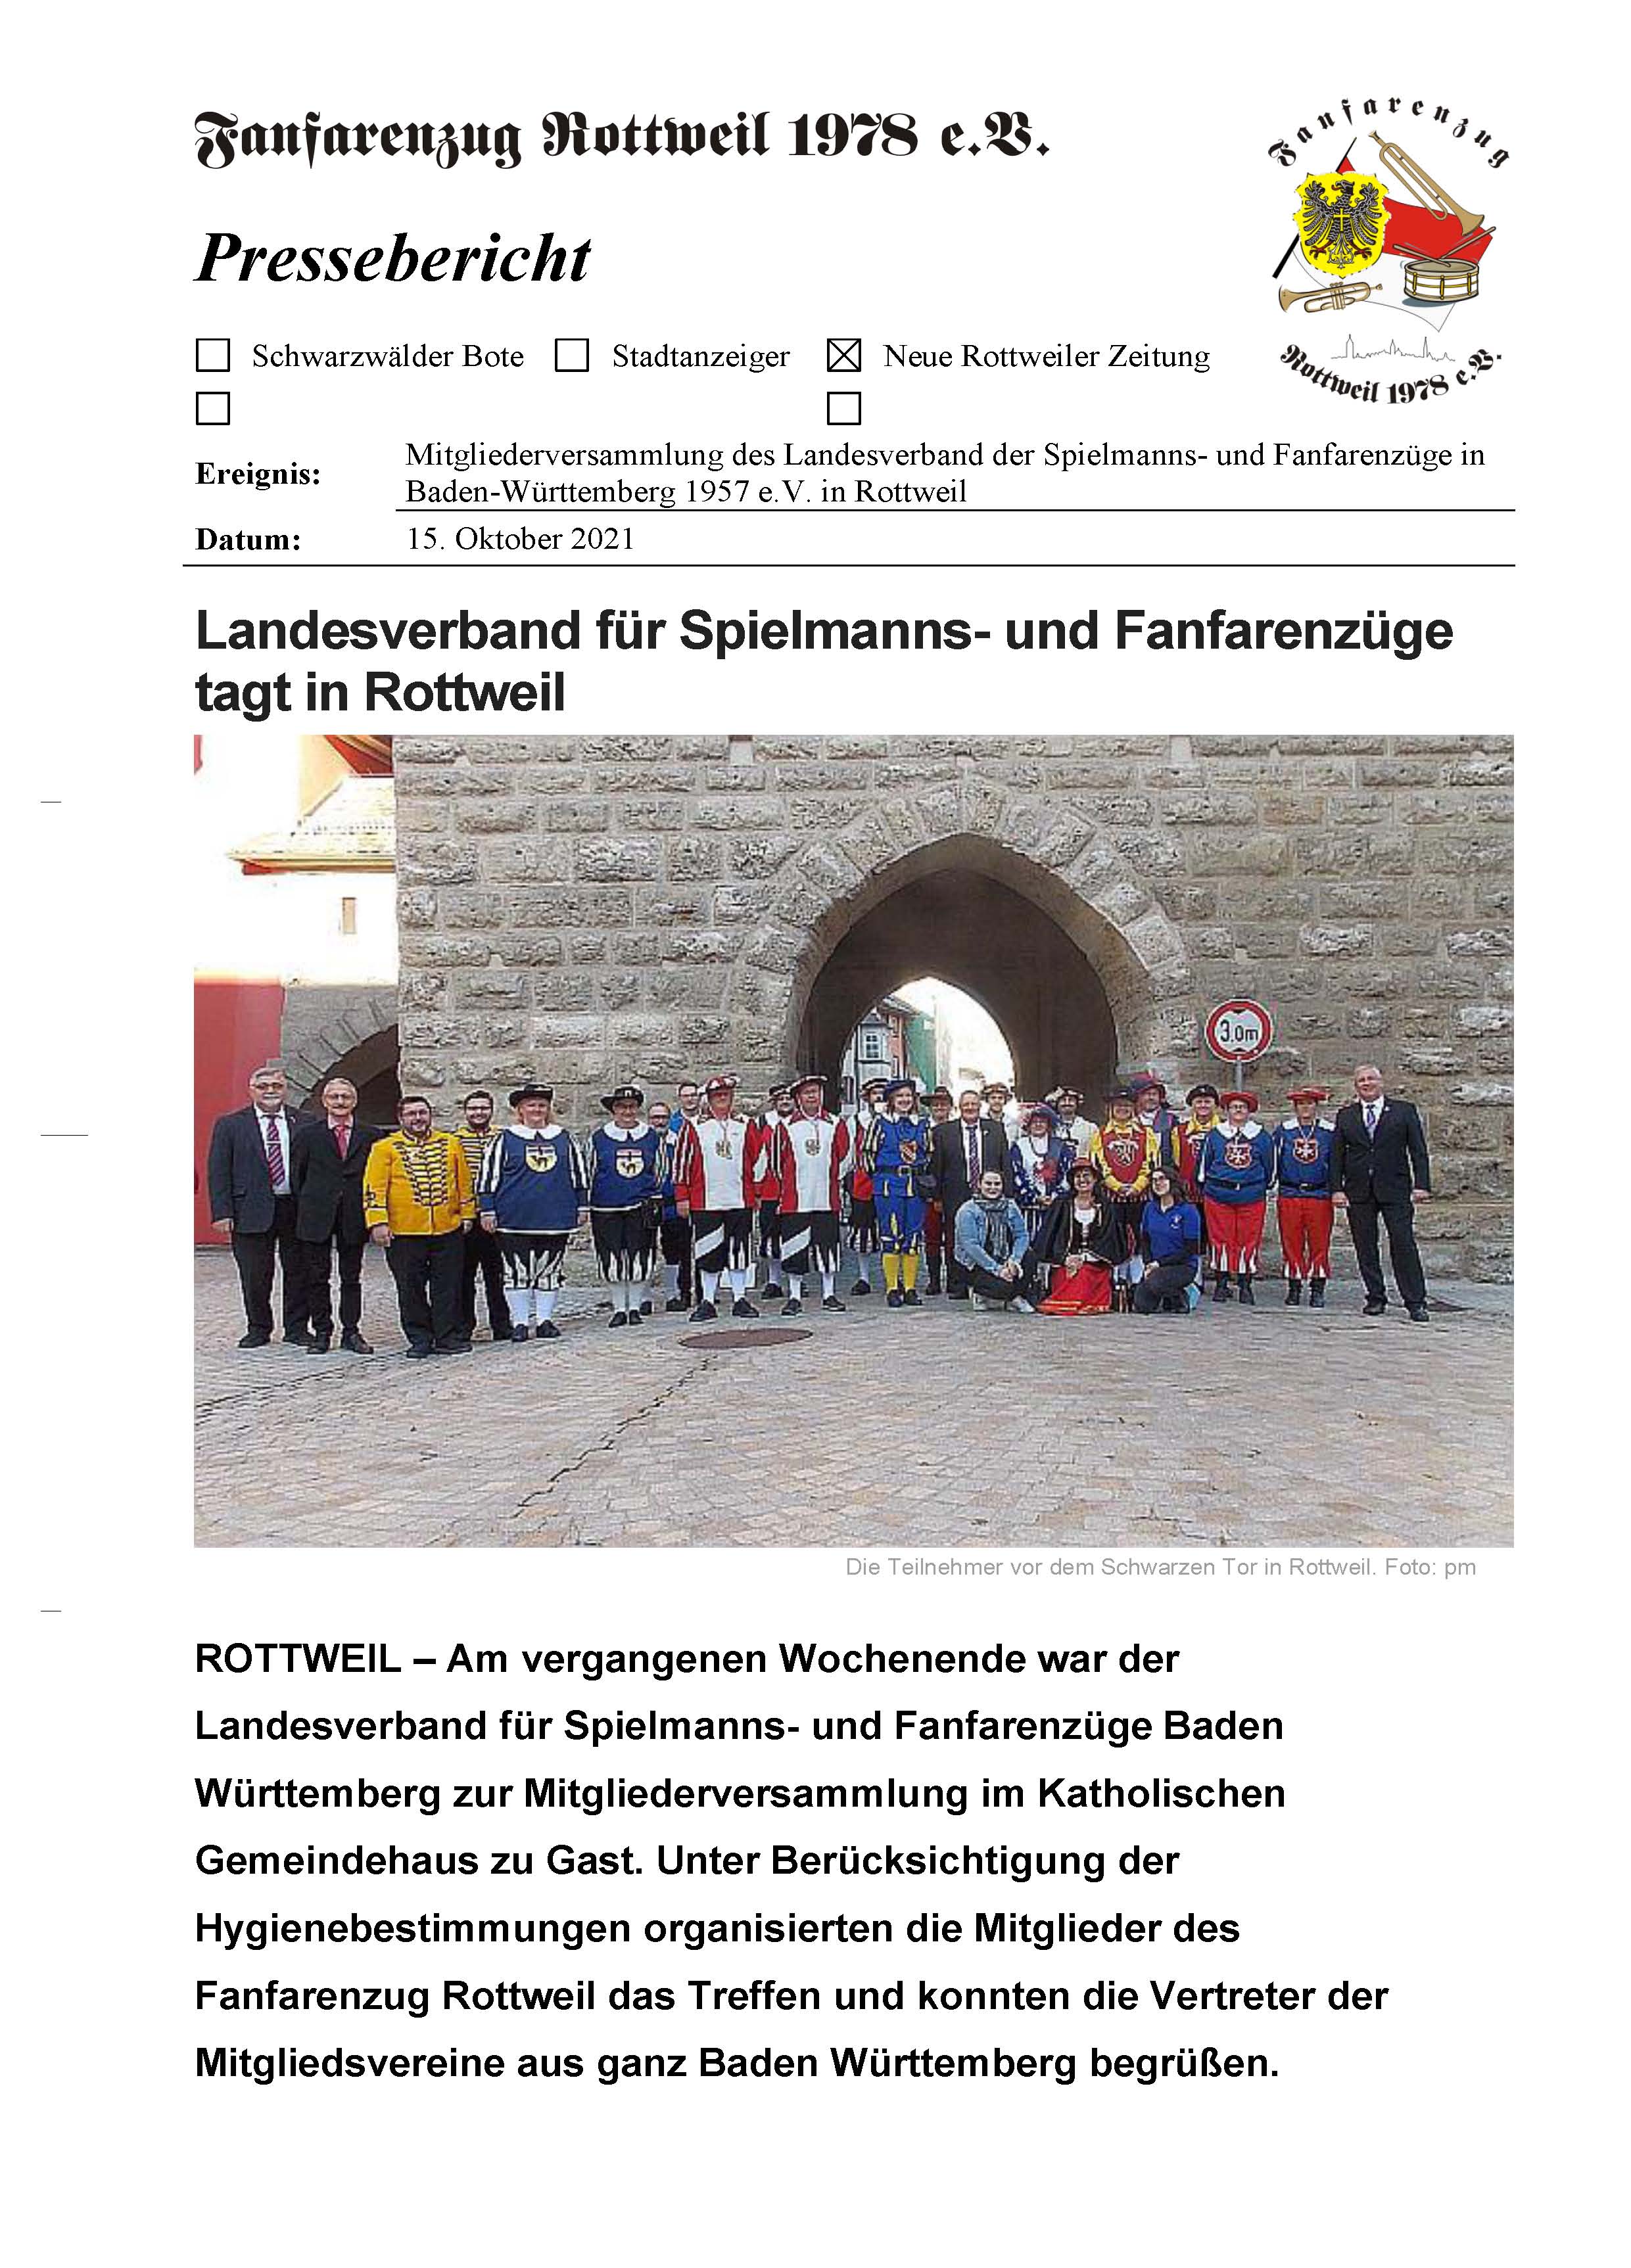 Fanfarenzug Rottweil 1978 e.V.
Fanfarenzug
Rottweil 1978 e.V.
Pressebericht
Schwarzwälder Bote
Stadtanzeiger
Neue Rottweiler Zeitung
Ereignis:
Mitgliederversammlung des Landesverband der Spielmanns- und Fanfarenzüge in
Baden-Württemberg 1957 e.V. in Rottweil
Datum:
15. Oktober 2021
Landesverband für Spielmanns- und Fanfarenzüge
tagt in Rottweil
3.0m
Die Teilnehmer vor dem Schwarzen Tor in Rottweil. Foto: pm
ROTTWEIL – Am vergangenen Wochenende war der
Landesverband für Spielmanns- und Fanfarenzüge Baden
Württemberg zur Mitgliederversammlung im Katholischen
Gemeindehaus zu Gast. Unter Berücksichtigung der
Hygienebestimmungen organisierten die Mitglieder des
Fanfarenzug Rottweil das Treffen und konnten die Vertreter der
Mitgliedsvereine aus ganz Baden Württemberg begrüßen.